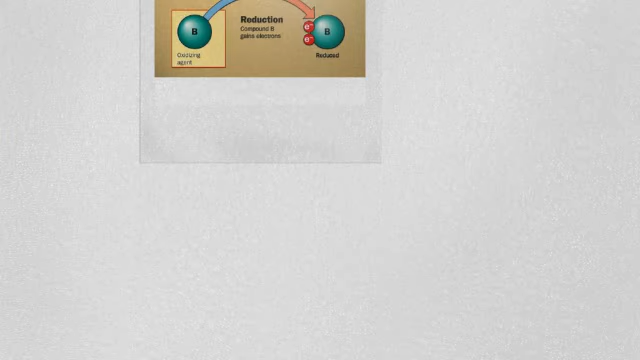 B
Oxidizing
agent
Reduction
Compound B
gains electrons
e⁻
e⁻
B
Reduced